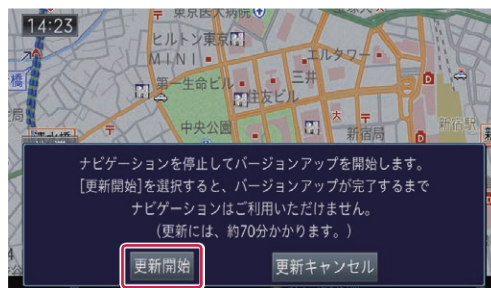 東京医大病院
14:23
ヒルトン東京
MINI
エルタワー
橋
第一生命ビル
三井
住友ビル
局
中央公園
大
新宿局
新宿駅
ナビゲーションを停止してバージョンアップを開始します。
[更新開始]を選択すると、バージョンアップが完了するまで
ナビゲーションはご利用いただけません。
(更新には、約70分かかります。)
更新開始
更新キャンセル